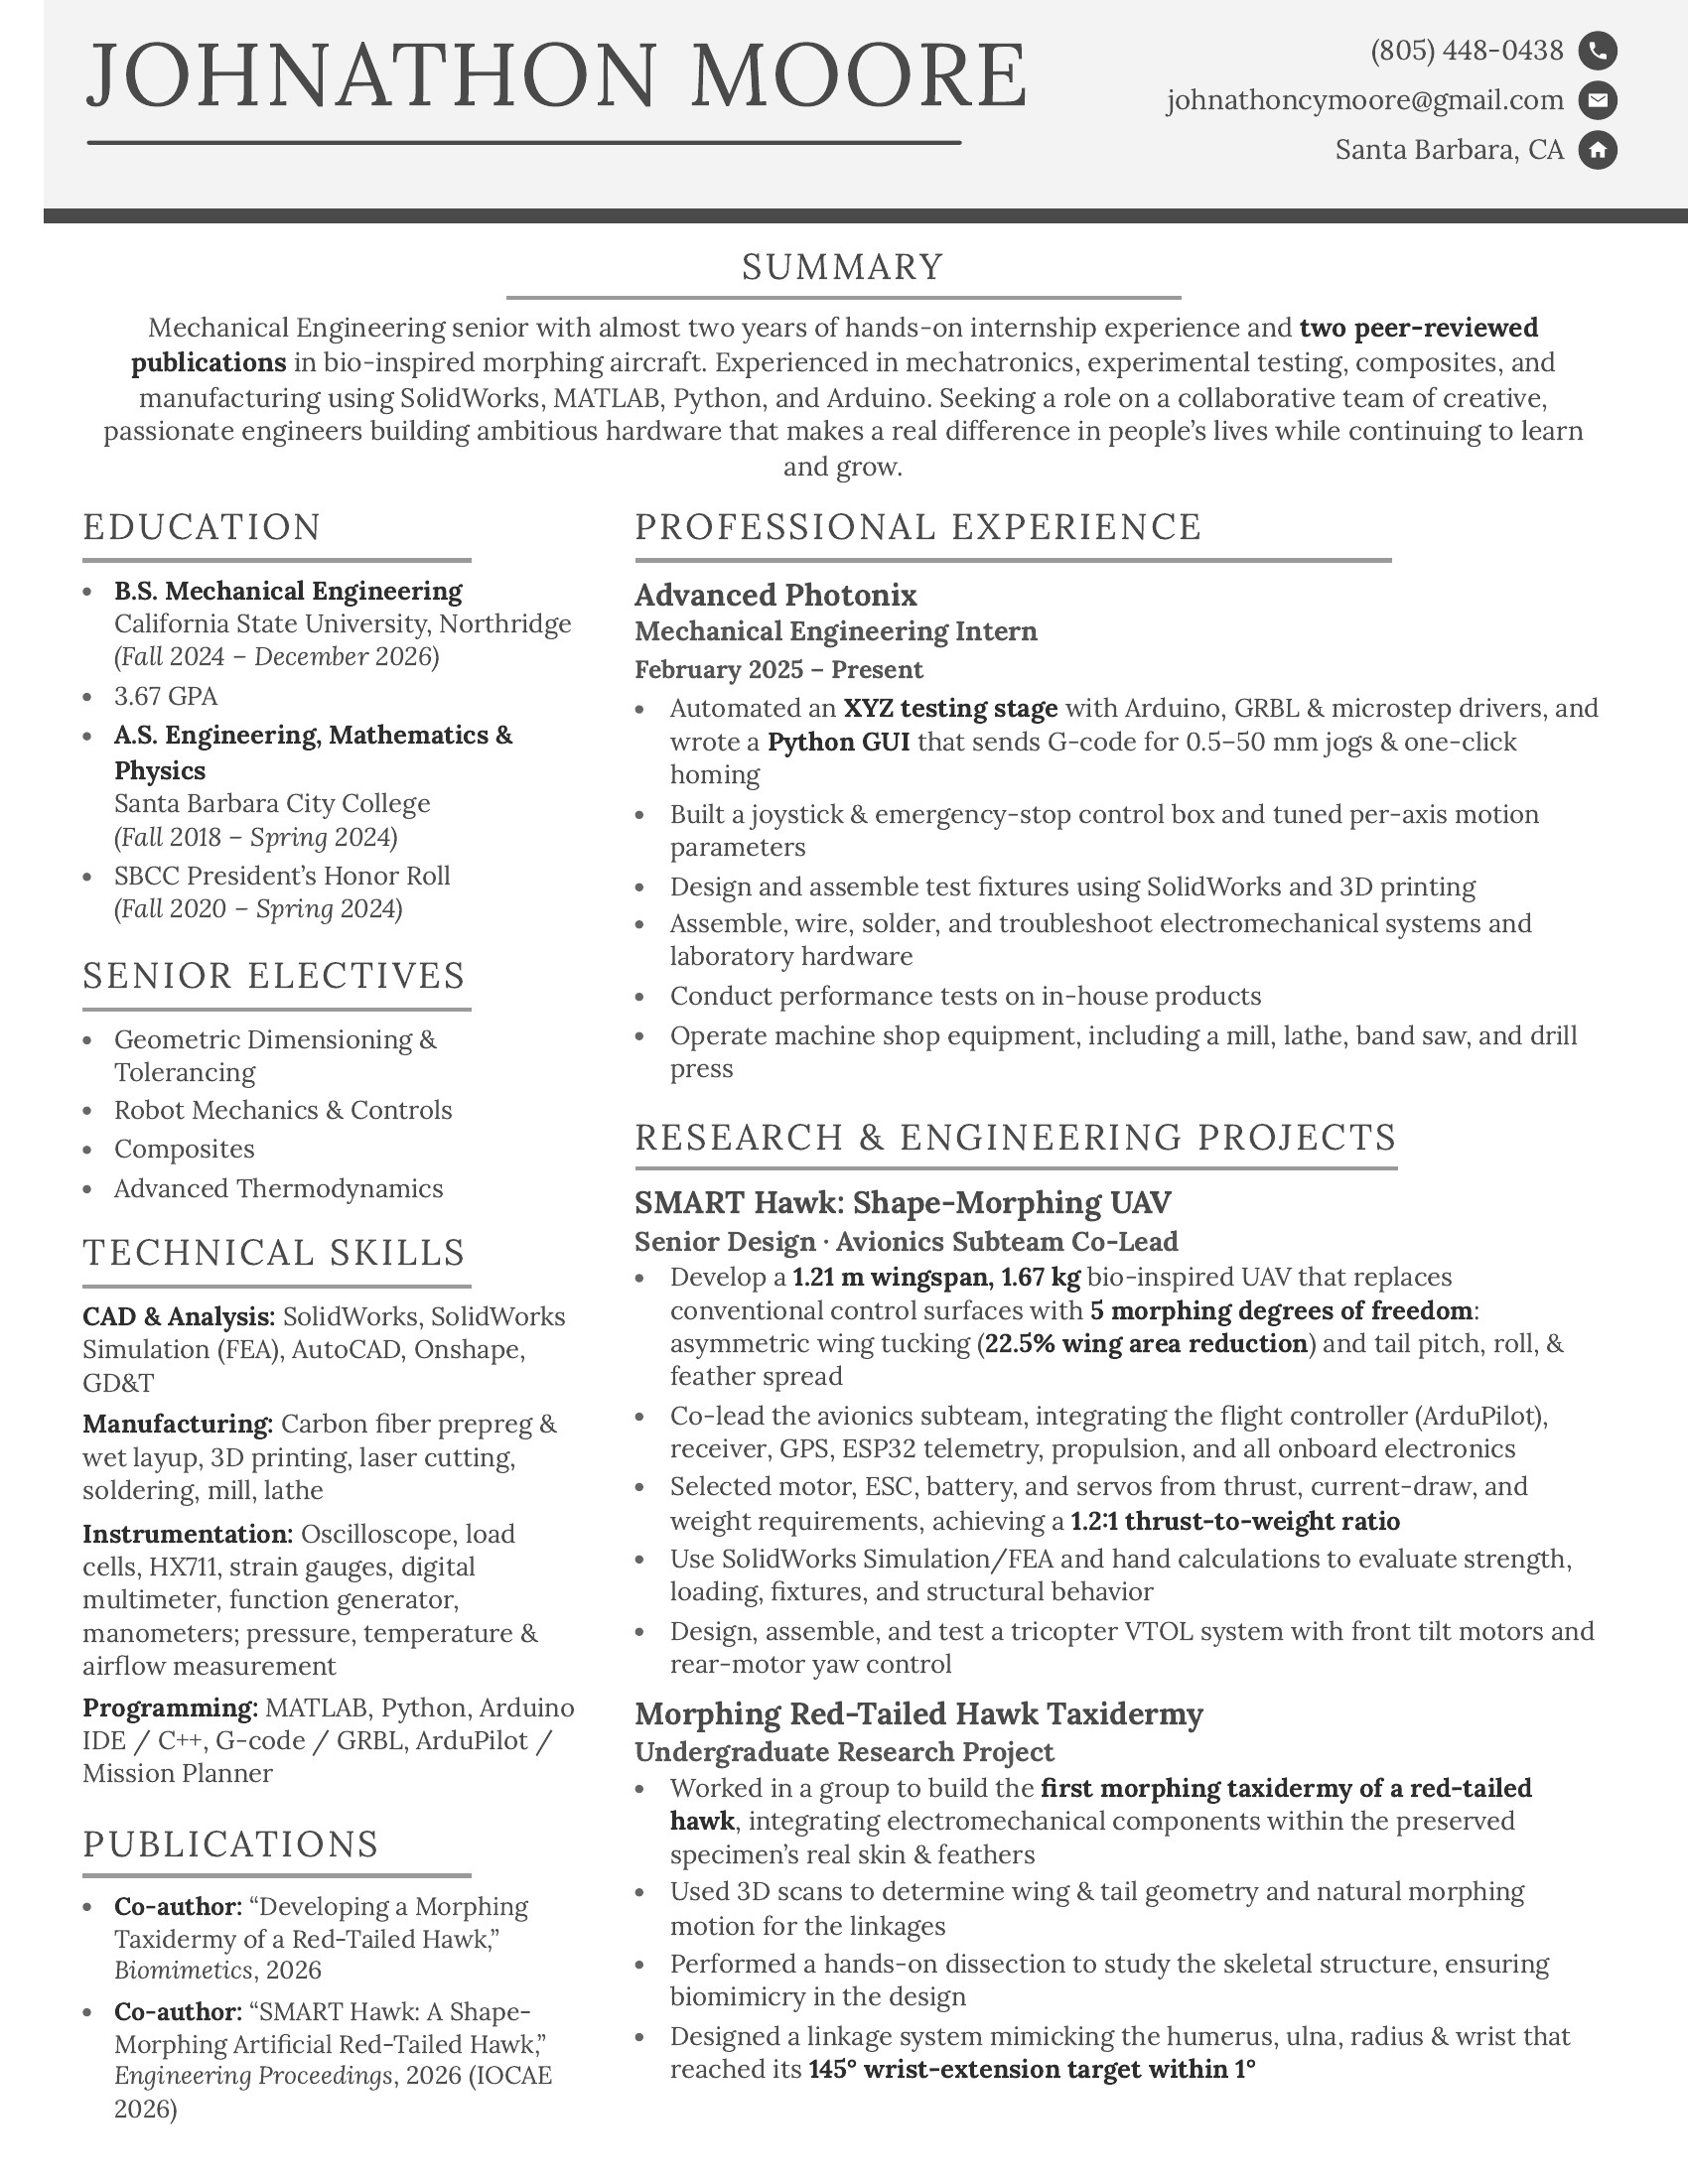 JOHNATHON MOORE
(805) 448-0438
johnathoncymoore@gmail.com
Santa Barbara, CA
SUMMARY
Mechanical Engineering senior with almost two years of hands-on internship experience and two peer-reviewed
publications in bio-inspired morphing aircraft. Experienced in mechatronics, experimental testing, composites, and
manufacturing using SolidWorks, MATLAB, Python, and Arduino. Seeking a role on a collaborative team of creative,
passionate engineers building ambitious hardware that makes a real difference in people’s lives while continuing to learn
and grow.
EDUCATION
• B.S. Mechanical Engineering
California State University, Northridge
(Fall 2024 – December 2026)
• 3.67 GPA
• A.S. Engineering, Mathematics &
Physics
Santa Barbara City College
(Fall 2018 – Spring 2024)
• SBCC President’s Honor Roll
(Fall 2020 – Spring 2024)
SENIOR ELECTIVES
• Geometric Dimensioning &
Tolerancing
• Robot Mechanics & Controls
• Composites
• Advanced Thermodynamics
TECHNICAL SKILLS
CAD & Analysis: SolidWorks, SolidWorks
Simulation (FEA), AutoCAD, Onshape,
GD&T
Manufacturing: Carbon fiber prepreg &
wet layup, 3D printing, laser cutting,
soldering, mill, lathe
Instrumentation: Oscilloscope, load
cells, HX711, strain gauges, digital
multimeter, function generator,
manometers; pressure, temperature &
airflow measurement
Programming: MATLAB, Python, Arduino
IDE / C++, G-code / GRBL, ArduPilot /
Mission Planner
PUBLICATIONS
• Co-author: “Developing a Morphing
Taxidermy of a Red-Tailed Hawk,”
Biomimetics, 2026
• Co-author: “SMART Hawk: A Shape-
Morphing Artificial Red-Tailed Hawk,”
Engineering Proceedings, 2026 (IOCAE
2026)
PROFESSIONAL EXPERIENCE
Advanced Photonix
Mechanical Engineering Intern
February 2025 – Present
• Automated an XYZ testing stage with Arduino, GRBL & microstep drivers, and
wrote a Python GUI that sends G-code for 0.5–50 mm jogs & one-click
homing
• Built a joystick & emergency-stop control box and tuned per-axis motion
parameters
• Design and assemble test fixtures using SolidWorks and 3D printing
• Assemble, wire, solder, and troubleshoot electromechanical systems and
laboratory hardware
• Conduct performance tests on in-house products
• Operate machine shop equipment, including a mill, lathe, band saw, and drill
press
RESEARCH & ENGINEERING PROJECTS
SMART Hawk: Shape-Morphing UAV
Senior Design · Avionics Subteam Co-Lead
• Develop a 1.21 m wingspan, 1.67 kg bio-inspired UAV that replaces
conventional control surfaces with 5 morphing degrees of freedom:
asymmetric wing tucking (22.5% wing area reduction) and tail pitch, roll, &
feather spread
• Co-lead the avionics subteam, integrating the flight controller (ArduPilot),
receiver, GPS, ESP32 telemetry, propulsion, and all onboard electronics
• Selected motor, ESC, battery, and servos from thrust, current-draw, and
weight requirements, achieving a 1.2:1 thrust-to-weight ratio
• Use SolidWorks Simulation/FEA and hand calculations to evaluate strength,
loading, fixtures, and structural behavior
• Design, assemble, and test a tricopter VTOL system with front tilt motors and
rear-motor yaw control
Morphing Red-Tailed Hawk Taxidermy
Undergraduate Research Project
• Worked in a group to build the first morphing taxidermy of a red-tailed
hawk, integrating electromechanical components within the preserved
specimen’s real skin & feathers
• Used 3D scans to determine wing & tail geometry and natural morphing
motion for the linkages
• Performed a hands-on dissection to study the skeletal structure, ensuring
biomimicry in the design
• Designed a linkage system mimicking the humerus, ulna, radius & wrist that
reached its 145° wrist-extension target within 1°